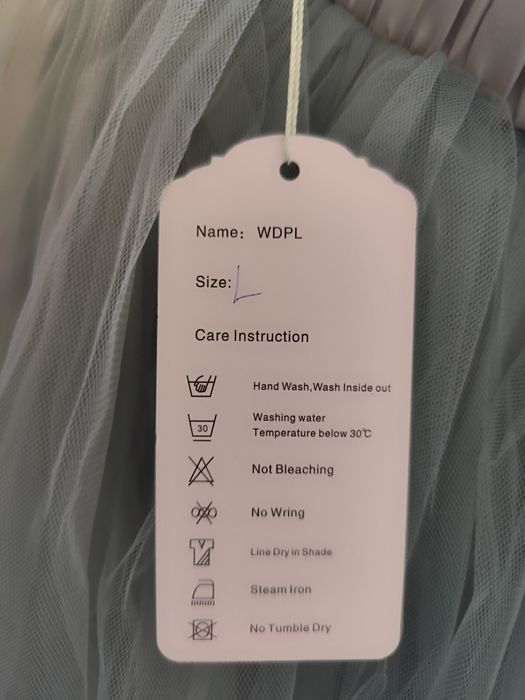 Name: WDPL
Size: L
Care Instruction
Hand Wash,Wash Inside out
30
Washing water
Temperature below 30℃
Not Bleaching
No Wring
Line Dry in Shade
Steam Iron
No Tumble Dry